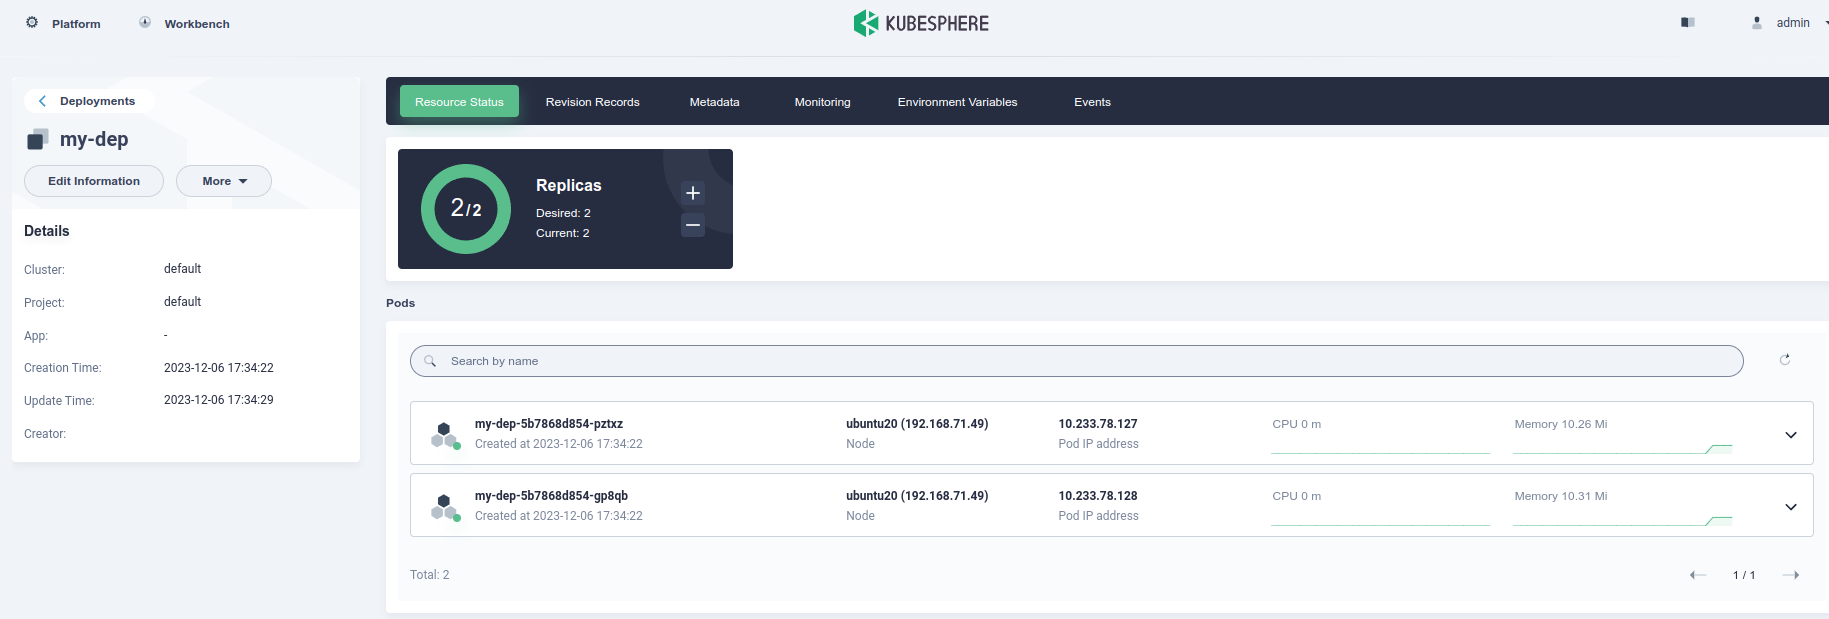 Platform
Workbench
KUBESPHERE
admin
Deployments
my-dep
Edit Information
More
Details
Cluster: default
Project: default
App: -
Creation Time: 2023-12-06 17:34:22
Update Time: 2023-12-06 17:34:29
Creator:
Resource Status
Revision Records
Metadata
Monitoring
Environment Variables
Events
2/2
Replicas
Desired: 2
Current: 2
+
−
Pods
Search by name
my-dep-5b7868d854-pztxz
Created at 2023-12-06 17:34:22
ubuntu20 (192.168.71.49)
Node
10.233.78.127
Pod IP address
CPU 0 m
Memory 10.26 Mi
my-dep-5b7868d854-gp8qb
Created at 2023-12-06 17:34:22
ubuntu20 (192.168.71.49)
Node
10.233.78.128
Pod IP address
CPU 0 m
Memory 10.31 Mi
Total: 2
1 / 1